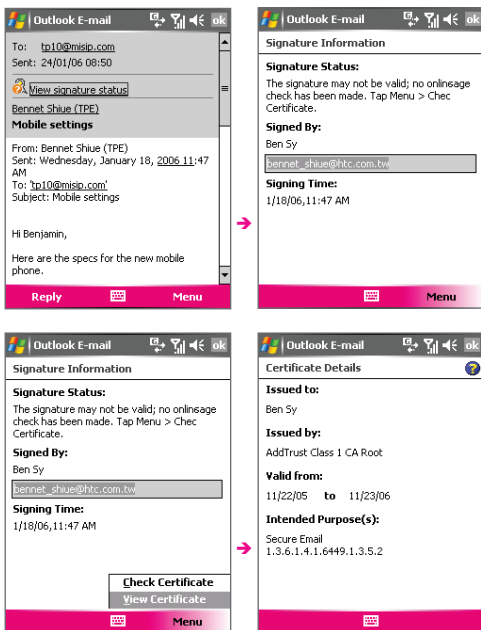 Outlook E-mail
ok
To: tp10@misip.com
Sent: 24/01/06 08:50
View signature status
Bennet Shiue (TPE)
Mobile settings
From: Bennet Shiue (TPE)
Sent: Wednesday, January 18, 2006 11:47
AM
To: 'tp10@misip.com'
Subject: Mobile settings
Hi Benjamin,
Here are the specs for the new mobile
phone.
Reply
Menu
Outlook E-mail
ok
Signature Information
Signature Status:
The signature may not be valid; no onlinsage
check has been made. Tap Menu > Chec
Certificate.
Signed By:
Ben Sy
bennet_shiue@htc.com.tw
Signing Time:
1/18/06,11:47 AM
Menu
Outlook E-mail
ok
Signature Information
Signature Status:
The signature may not be valid; no onlinsage
check has been made. Tap Menu > Chec
Certificate.
Signed By:
Ben Sy
bennet_shiue@htc.com.tw
Signing Time:
1/18/06,11:47 AM
Check Certificate
View Certificate
Menu
Outlook E-mail
ok
Certificate Details
?
Issued to:
Ben Sy
Issued by:
AddTrust Class 1 CA Root
Valid from:
11/22/05 to 11/23/06
Intended Purpose(s):
Secure Email
1.3.6.1.4.1.6449.1.3.5.2